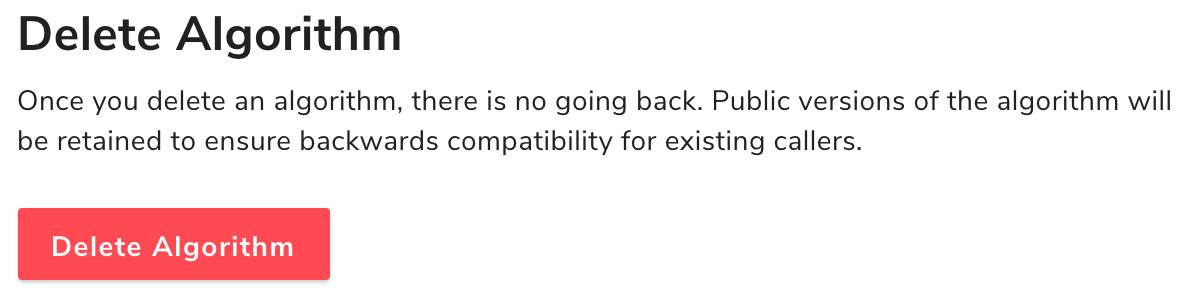 Delete Algorithm
Once you delete an algorithm, there is no going back. Public versions of the algorithm will
be retained to ensure backwards compatibility for existing callers.
Delete Algorithm